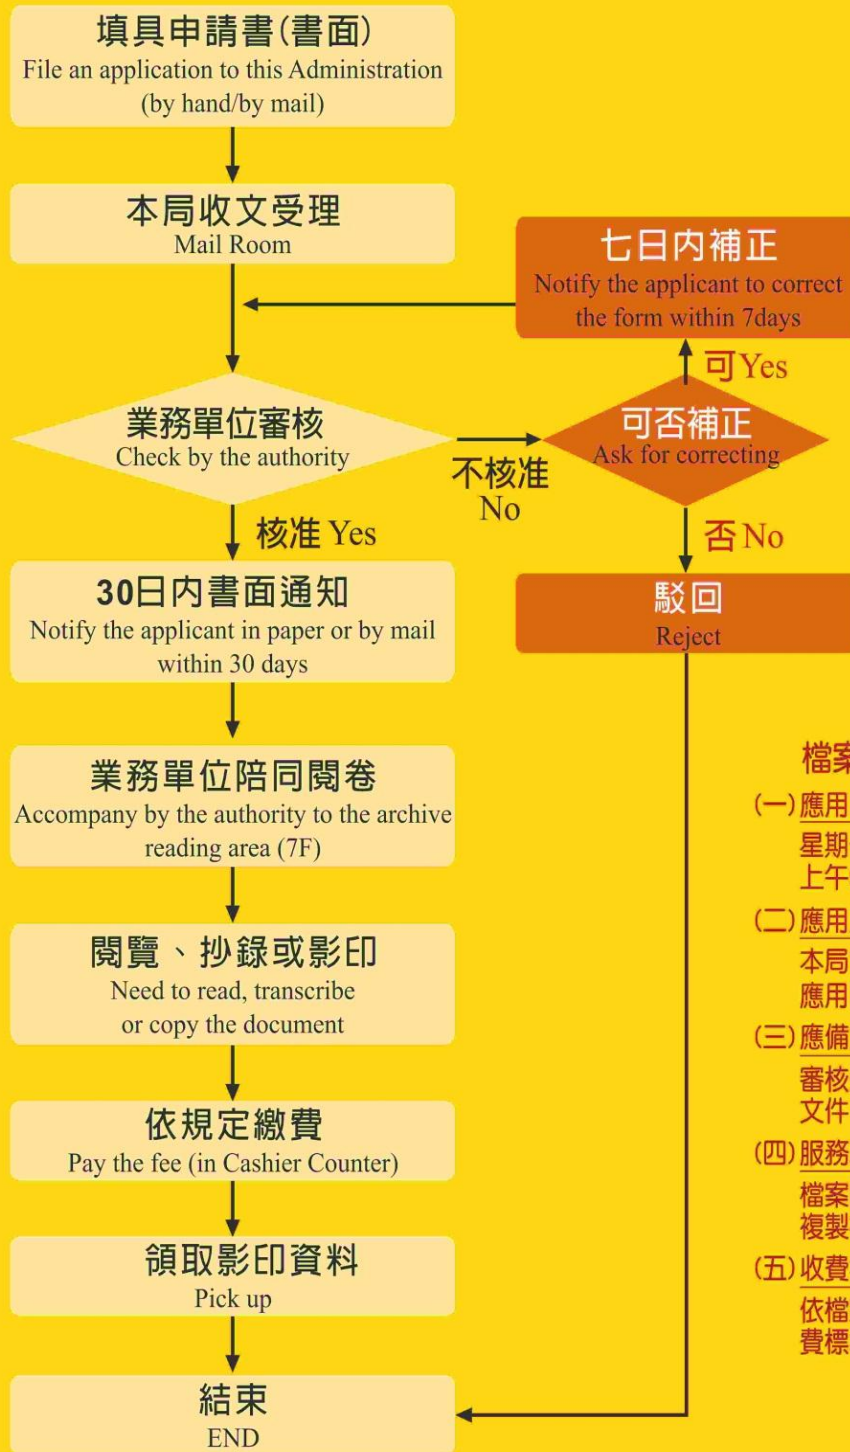 填具申請書(書面)
File an application to this Administration
(by hand/by mail)
本局收文受理
Mail Room
七日内補正
Notify the applicant to correct
the form within 7days
可Yes
業務單位審核
Check by the authority
不核准
No
可否補正
Ask for correcting
核准 Yes
否No
30日内書面通知
Notify the applicant in paper or by mail
within 30 days
駁回
Reject
業務單位陪同閱卷
Accompany by the authority to the archive
reading area (7F)
閱覽、抄錄或影印
Need to read, transcribe
or copy the document
依規定繳費
Pay the fee (in Cashier Counter)
領取影印資料
Pick up
結束
END
檔案
(一)應用
星期
上午
(二)應用
本局
應用
(三)應備
審核
文件
(四)服務
檔案
複製
(五)收費
依檔
費標